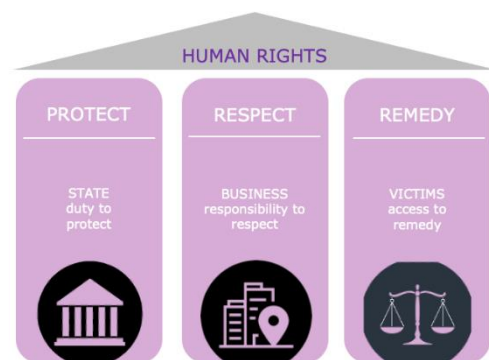 HUMAN RIGHTS
PROTECT
STATE
duty to
protect
RESPECT
BUSINESS
responsibility to
respect
REMEDY
VICTIMS
access to
remedy